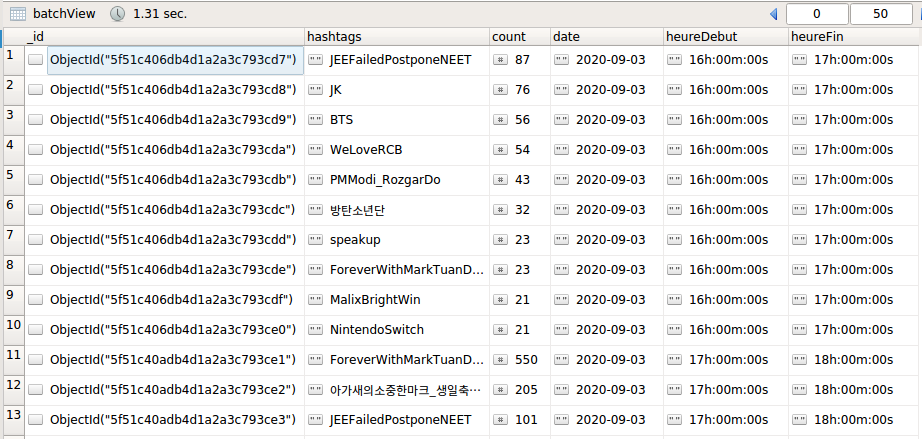 batchView 1.31 sec. 0 50
_id hashtags count date heureDebut heureFin
1 ObjectId("5f51c406db4d1a2a3c793cd7") "" JEEFailedPostponeNEET # 87 "" 2020-09-03 "" 16h:00m:00s "" 17h:00m:00s
2 ObjectId("5f51c406db4d1a2a3c793cd8") "" JK # 76 "" 2020-09-03 "" 16h:00m:00s "" 17h:00m:00s
3 ObjectId("5f51c406db4d1a2a3c793cd9") "" BTS # 56 "" 2020-09-03 "" 16h:00m:00s "" 17h:00m:00s
4 ObjectId("5f51c406db4d1a2a3c793cda") "" WeLoveRCB # 54 "" 2020-09-03 "" 16h:00m:00s "" 17h:00m:00s
5 ObjectId("5f51c406db4d1a2a3c793cdb") "" PMModi_RozgarDo # 43 "" 2020-09-03 "" 16h:00m:00s "" 17h:00m:00s
6 ObjectId("5f51c406db4d1a2a3c793cdc") "" 방탄소년단 # 32 "" 2020-09-03 "" 16h:00m:00s "" 17h:00m:00s
7 ObjectId("5f51c406db4d1a2a3c793cdd") "" speakup # 23 "" 2020-09-03 "" 16h:00m:00s "" 17h:00m:00s
8 ObjectId("5f51c406db4d1a2a3c793cde") "" ForeverWithMarkTuanD... # 23 "" 2020-09-03 "" 16h:00m:00s "" 17h:00m:00s
9 ObjectId("5f51c406db4d1a2a3c793cdf") "" MalixBrightWin # 21 "" 2020-09-03 "" 16h:00m:00s "" 17h:00m:00s
10 ObjectId("5f51c406db4d1a2a3c793ce0") "" NintendoSwitch # 21 "" 2020-09-03 "" 16h:00m:00s "" 17h:00m:00s
11 ObjectId("5f51c40adb4d1a2a3c793ce1") "" ForeverWithMarkTuanD... # 550 "" 2020-09-03 "" 17h:00m:00s "" 18h:00m:00s
12 ObjectId("5f51c40adb4d1a2a3c793ce2") "" 아가새의소중한마크_생일축... # 205 "" 2020-09-03 "" 17h:00m:00s "" 18h:00m:00s
13 ObjectId("5f51c40adb4d1a2a3c793ce3") "" JEEFailedPostponeNEET # 101 "" 2020-09-03 "" 17h:00m:00s "" 18h:00m:00s